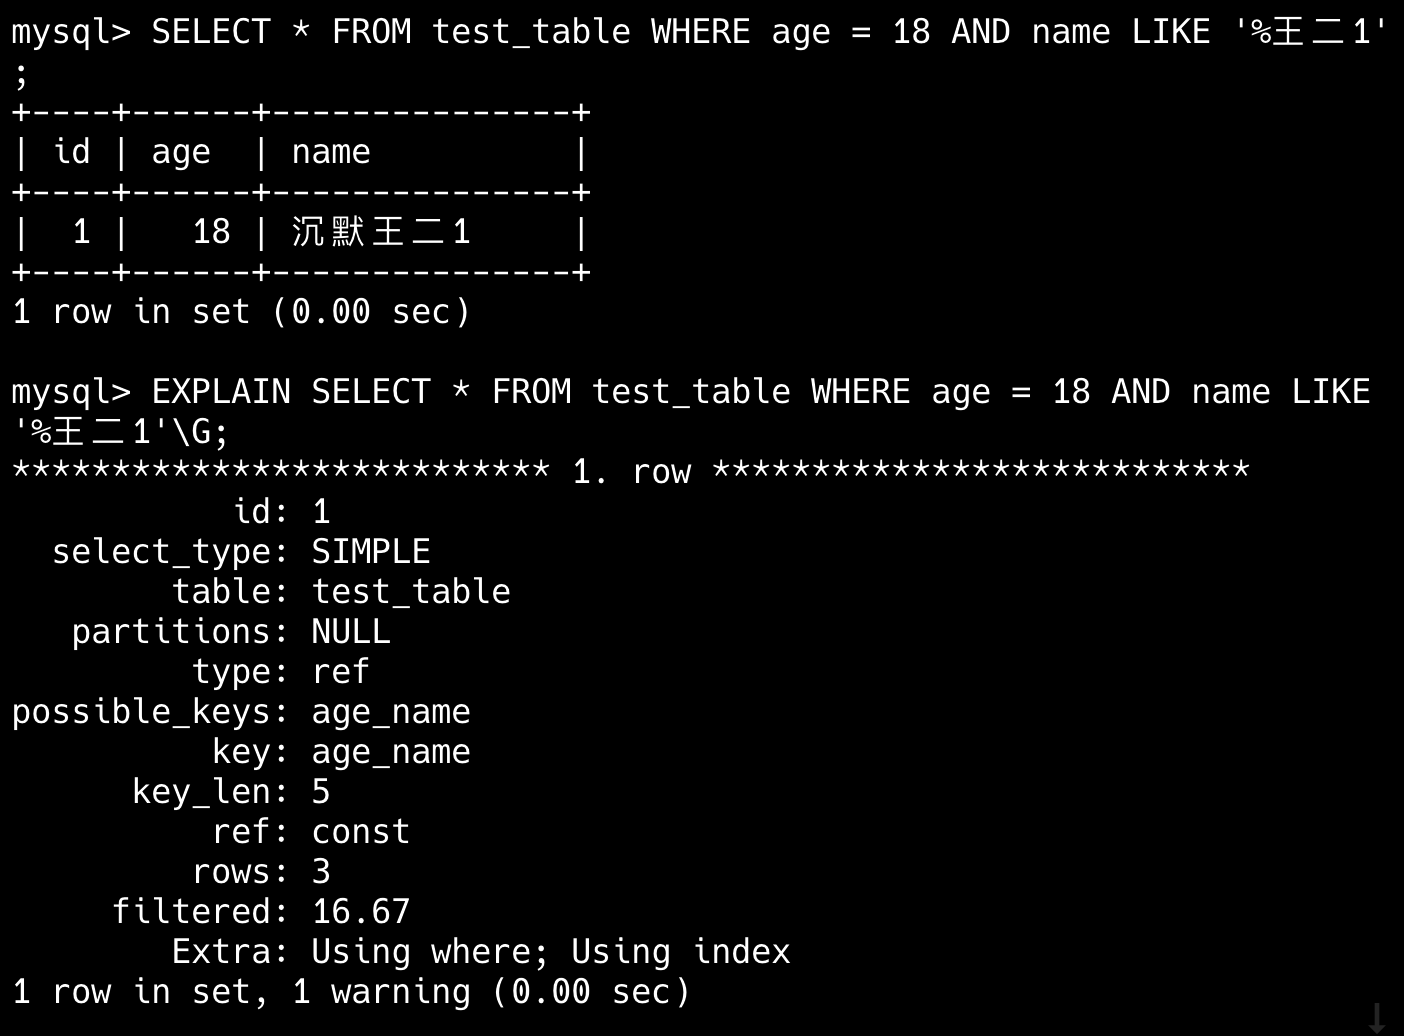 mysql> SELECT * FROM test_table WHERE age = 18 AND name LIKE '%王二1'
;
+----+------+---------------+
| id | age  | name          |
+----+------+---------------+
|  1 |   18 | 沉默王二1     |
+----+------+---------------+
1 row in set (0.00 sec)

mysql> EXPLAIN SELECT * FROM test_table WHERE age = 18 AND name LIKE
'%王二1'\G;
*************************** 1. row ***************************
           id: 1
  select_type: SIMPLE
        table: test_table
   partitions: NULL
         type: ref
possible_keys: age_name
          key: age_name
      key_len: 5
          ref: const
         rows: 3
     filtered: 16.67
        Extra: Using where; Using index
1 row in set, 1 warning (0.00 sec)